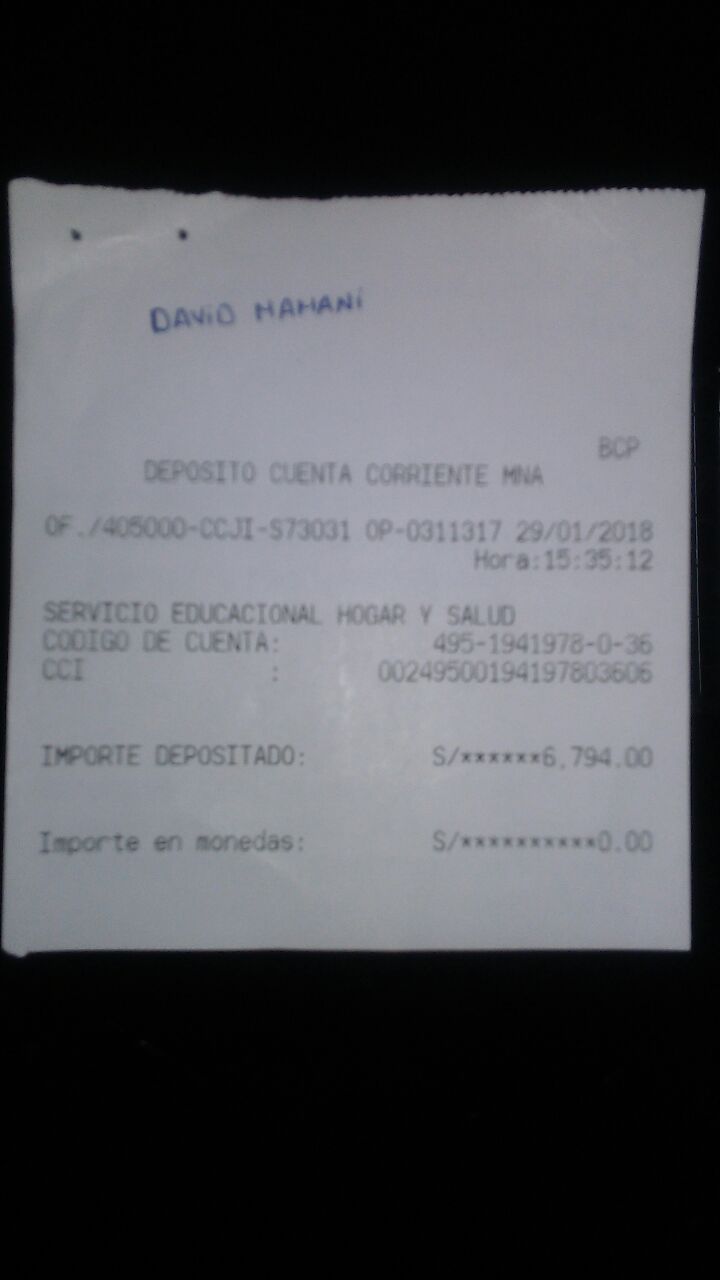 DAVID MAMANI
BCP
DEPOSITO CUENTA CORRIENTE MNA
OF./405000-CCJI-S73031 OP-0311317 29/01/2018
Hora:15:35:12
SERVICIO EDUCACIONAL HOGAR Y SALUD
CODIGO DE CUENTA: 495-1941978-0-36
CCI : 00249500194197803606
IMPORTE DEPOSITADO: S/******6,794.00
Importe en monedas: S/**********0.00